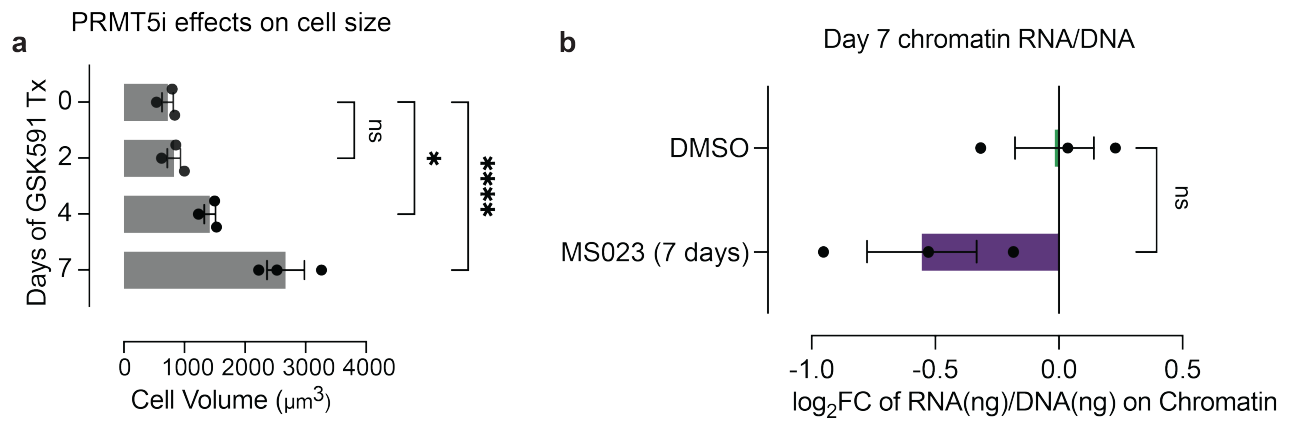 PRMT5i effects on cell size
a
Days of GSK591 Tx
0
2
4
7
ns
*
****
0 1000 2000 3000 4000
Cell Volume (µm³)
b
Day 7 chromatin RNA/DNA
DMSO
MS023 (7 days)
ns
-1.0 -0.5 0.0 0.5
log₂FC of RNA(ng)/DNA(ng) on Chromatin